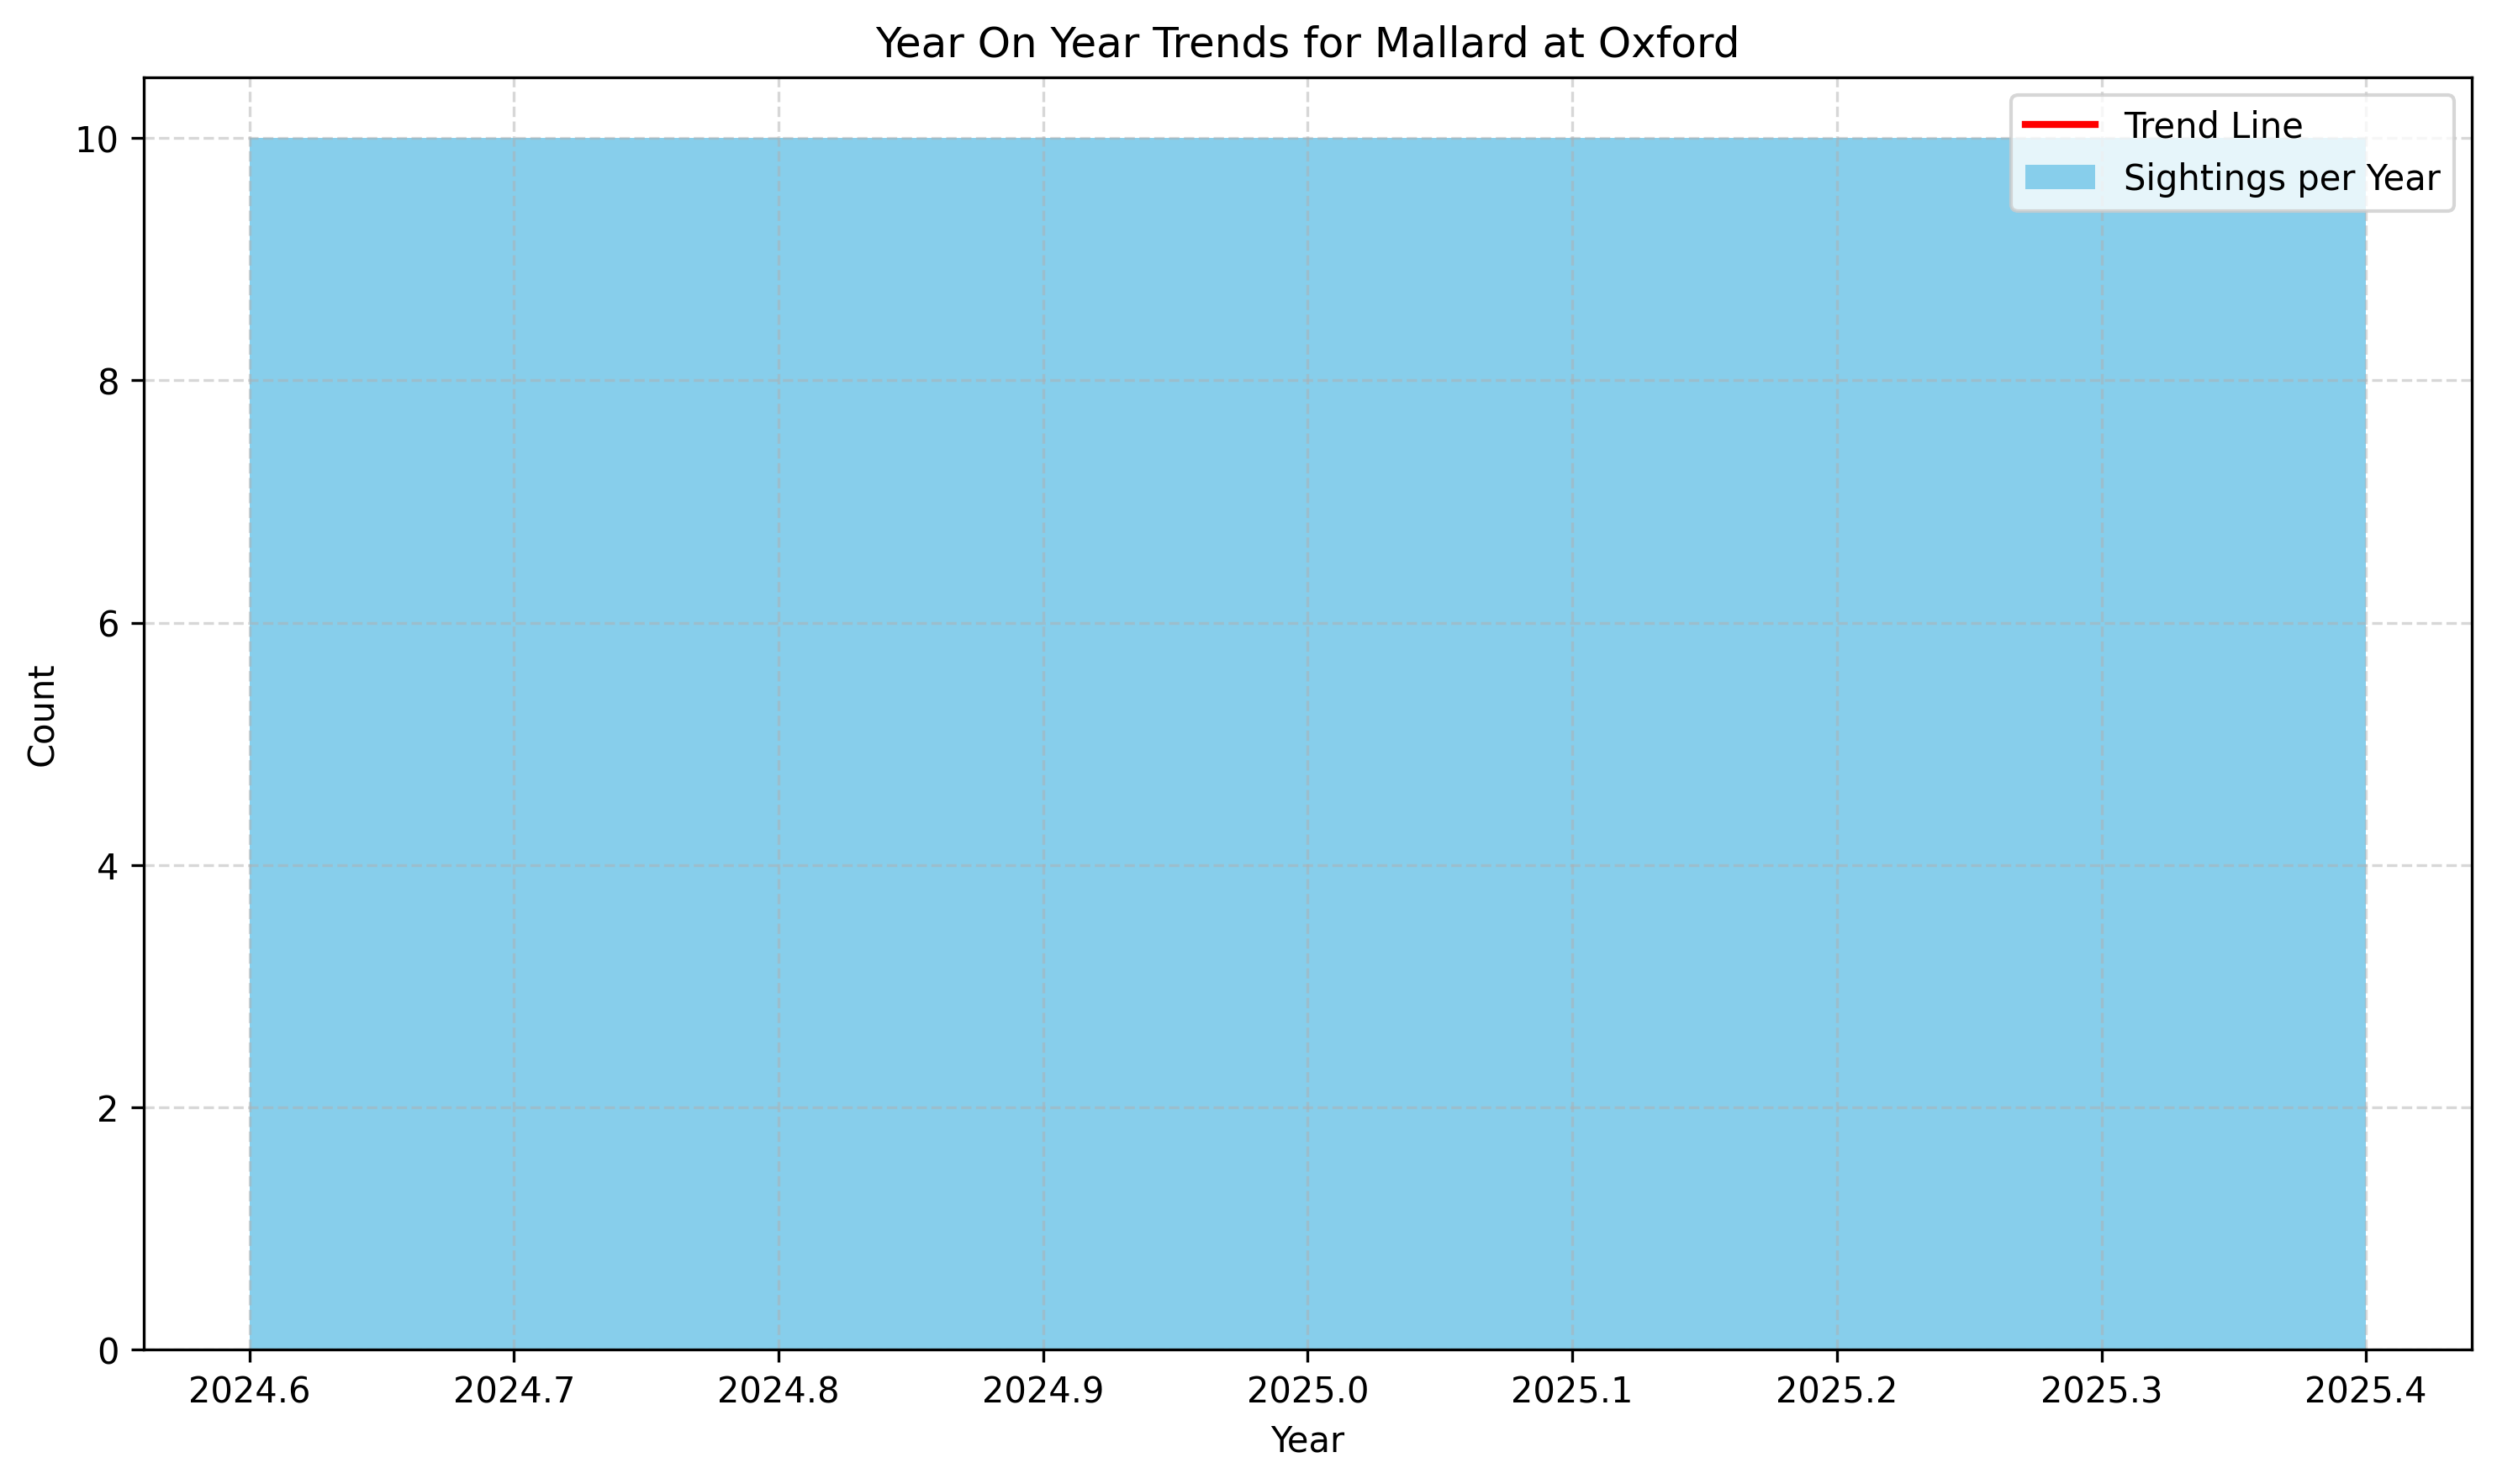 Year On Year Trends for Mallard at Oxford
Trend Line
Sightings per Year
10
8
6
4
2
0
Count
2024.6 2024.7 2024.8 2024.9 2025.0 2025.1 2025.2 2025.3 2025.4
Year